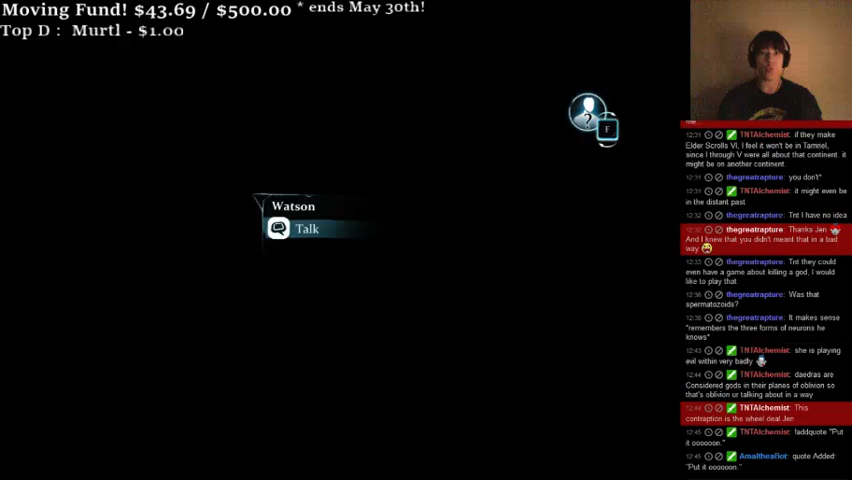 Moving Fund! $43.69 / $500.00 * ends May 30th!
Top D : Murtl - $1.00
?
F
Watson
Talk
12:31 TNTAlchemist: if they make
Elder Scrolls VI, I feel it won't be in Tamriel,
since I through V were all about that continent. it
might be on another continent.
12:31 thegreatrapture: you don't*
12:31 TNTAlchemist: it might even be
in the distant past
12:32 thegreatrapture: Tnt I have no idea
12:32 thegreatrapture: Thanks Jen
And I knew that you didn't meant that in a bad
way
12:33 thegreatrapture: Tnt they could
even have a game about killing a god, I would
like to play that
12:38 thegreatrapture: Was that
spermatozoids?
12:38 thegreatrapture: It makes sense
*remembers the three forms of neurons he
knows*
12:43 TNTAlchemist: she is playing
evil within very badly
12:44 TNTAlchemist: daedras are
Considered gods in their planes of oblivion so
that's oblivion ur talking about in a way
12:44 TNTAlchemist: This
contraption is the wheel deal Jen
12:45 TNTAlchemist: !addquote "Put
it oooooon."
12:45 AmaltheaBot: quote Added:
"Put it oooooon."